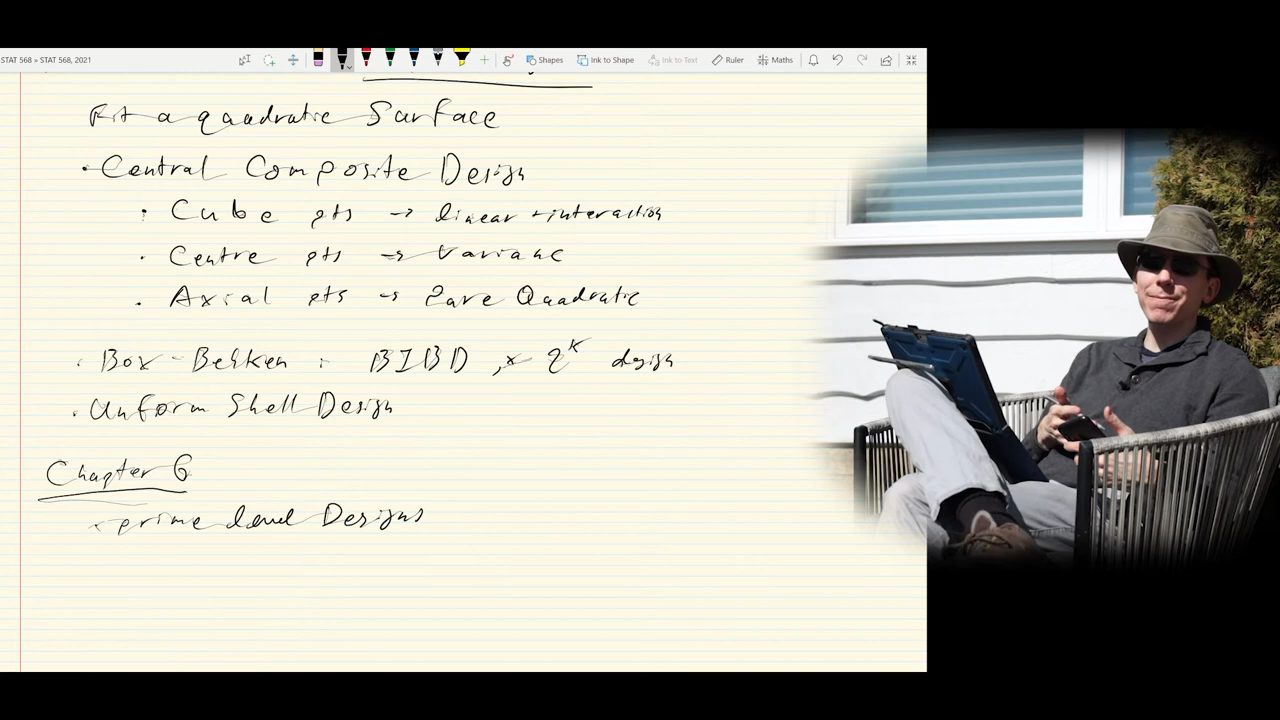 STAT 568 » STAT 568, 2021
Shapes Ink to Shape Ink to Text Ruler Maths
Fit a quadratic Surface
• Central Composite Design
• Cube pts → linear + interaction
• Centre pts → Varianc
• Axial pts → Pure Quadratic
• Box-Behken : BIBD × 2^k design
• Uniform Shell Design
Chapter 6
• prime level Designs